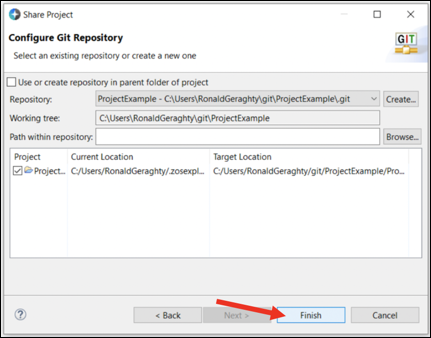 Share Project
Configure Git Repository
Select an existing repository or create a new one
GIT
Use or create repository in parent folder of project
Repository: ProjectExample - C:\Users\RonaldGeraghty\git\ProjectExample\.git Create...
Working tree: C:\Users\RonaldGeraghty\git\ProjectExample
Path within repository: Browse...
Project Current Location Target Location
Project... C:/Users/RonaldGeraghty/.zosexpl... C:/Users/RonaldGeraghty/git/ProjectExample/Pro...
? < Back Next > Finish Cancel